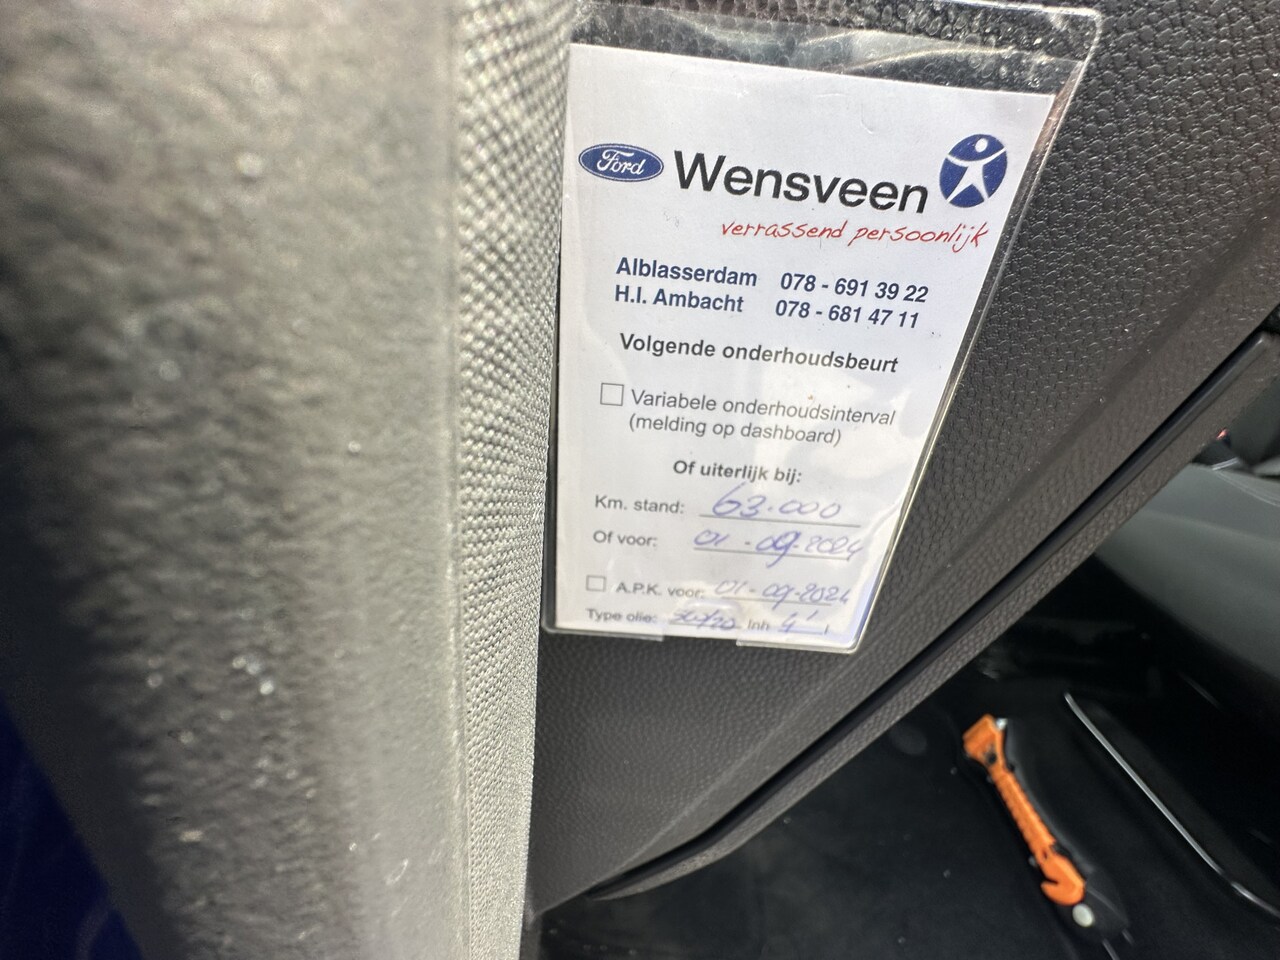 Ford Wensveen
verrassend persoonlijk
Alblasserdam 078 - 691 39 22
H.I. Ambacht 078 - 681 47 11
Volgende onderhoudsbeurt
Variabele onderhoudsinterval
(melding op dashboard)
Of uiterlijk bij:
Km. stand: 63.000
Of voor: 01-09-2024
A.P.K. voor: 01-09-2024
Type olie: Inh. 4 l